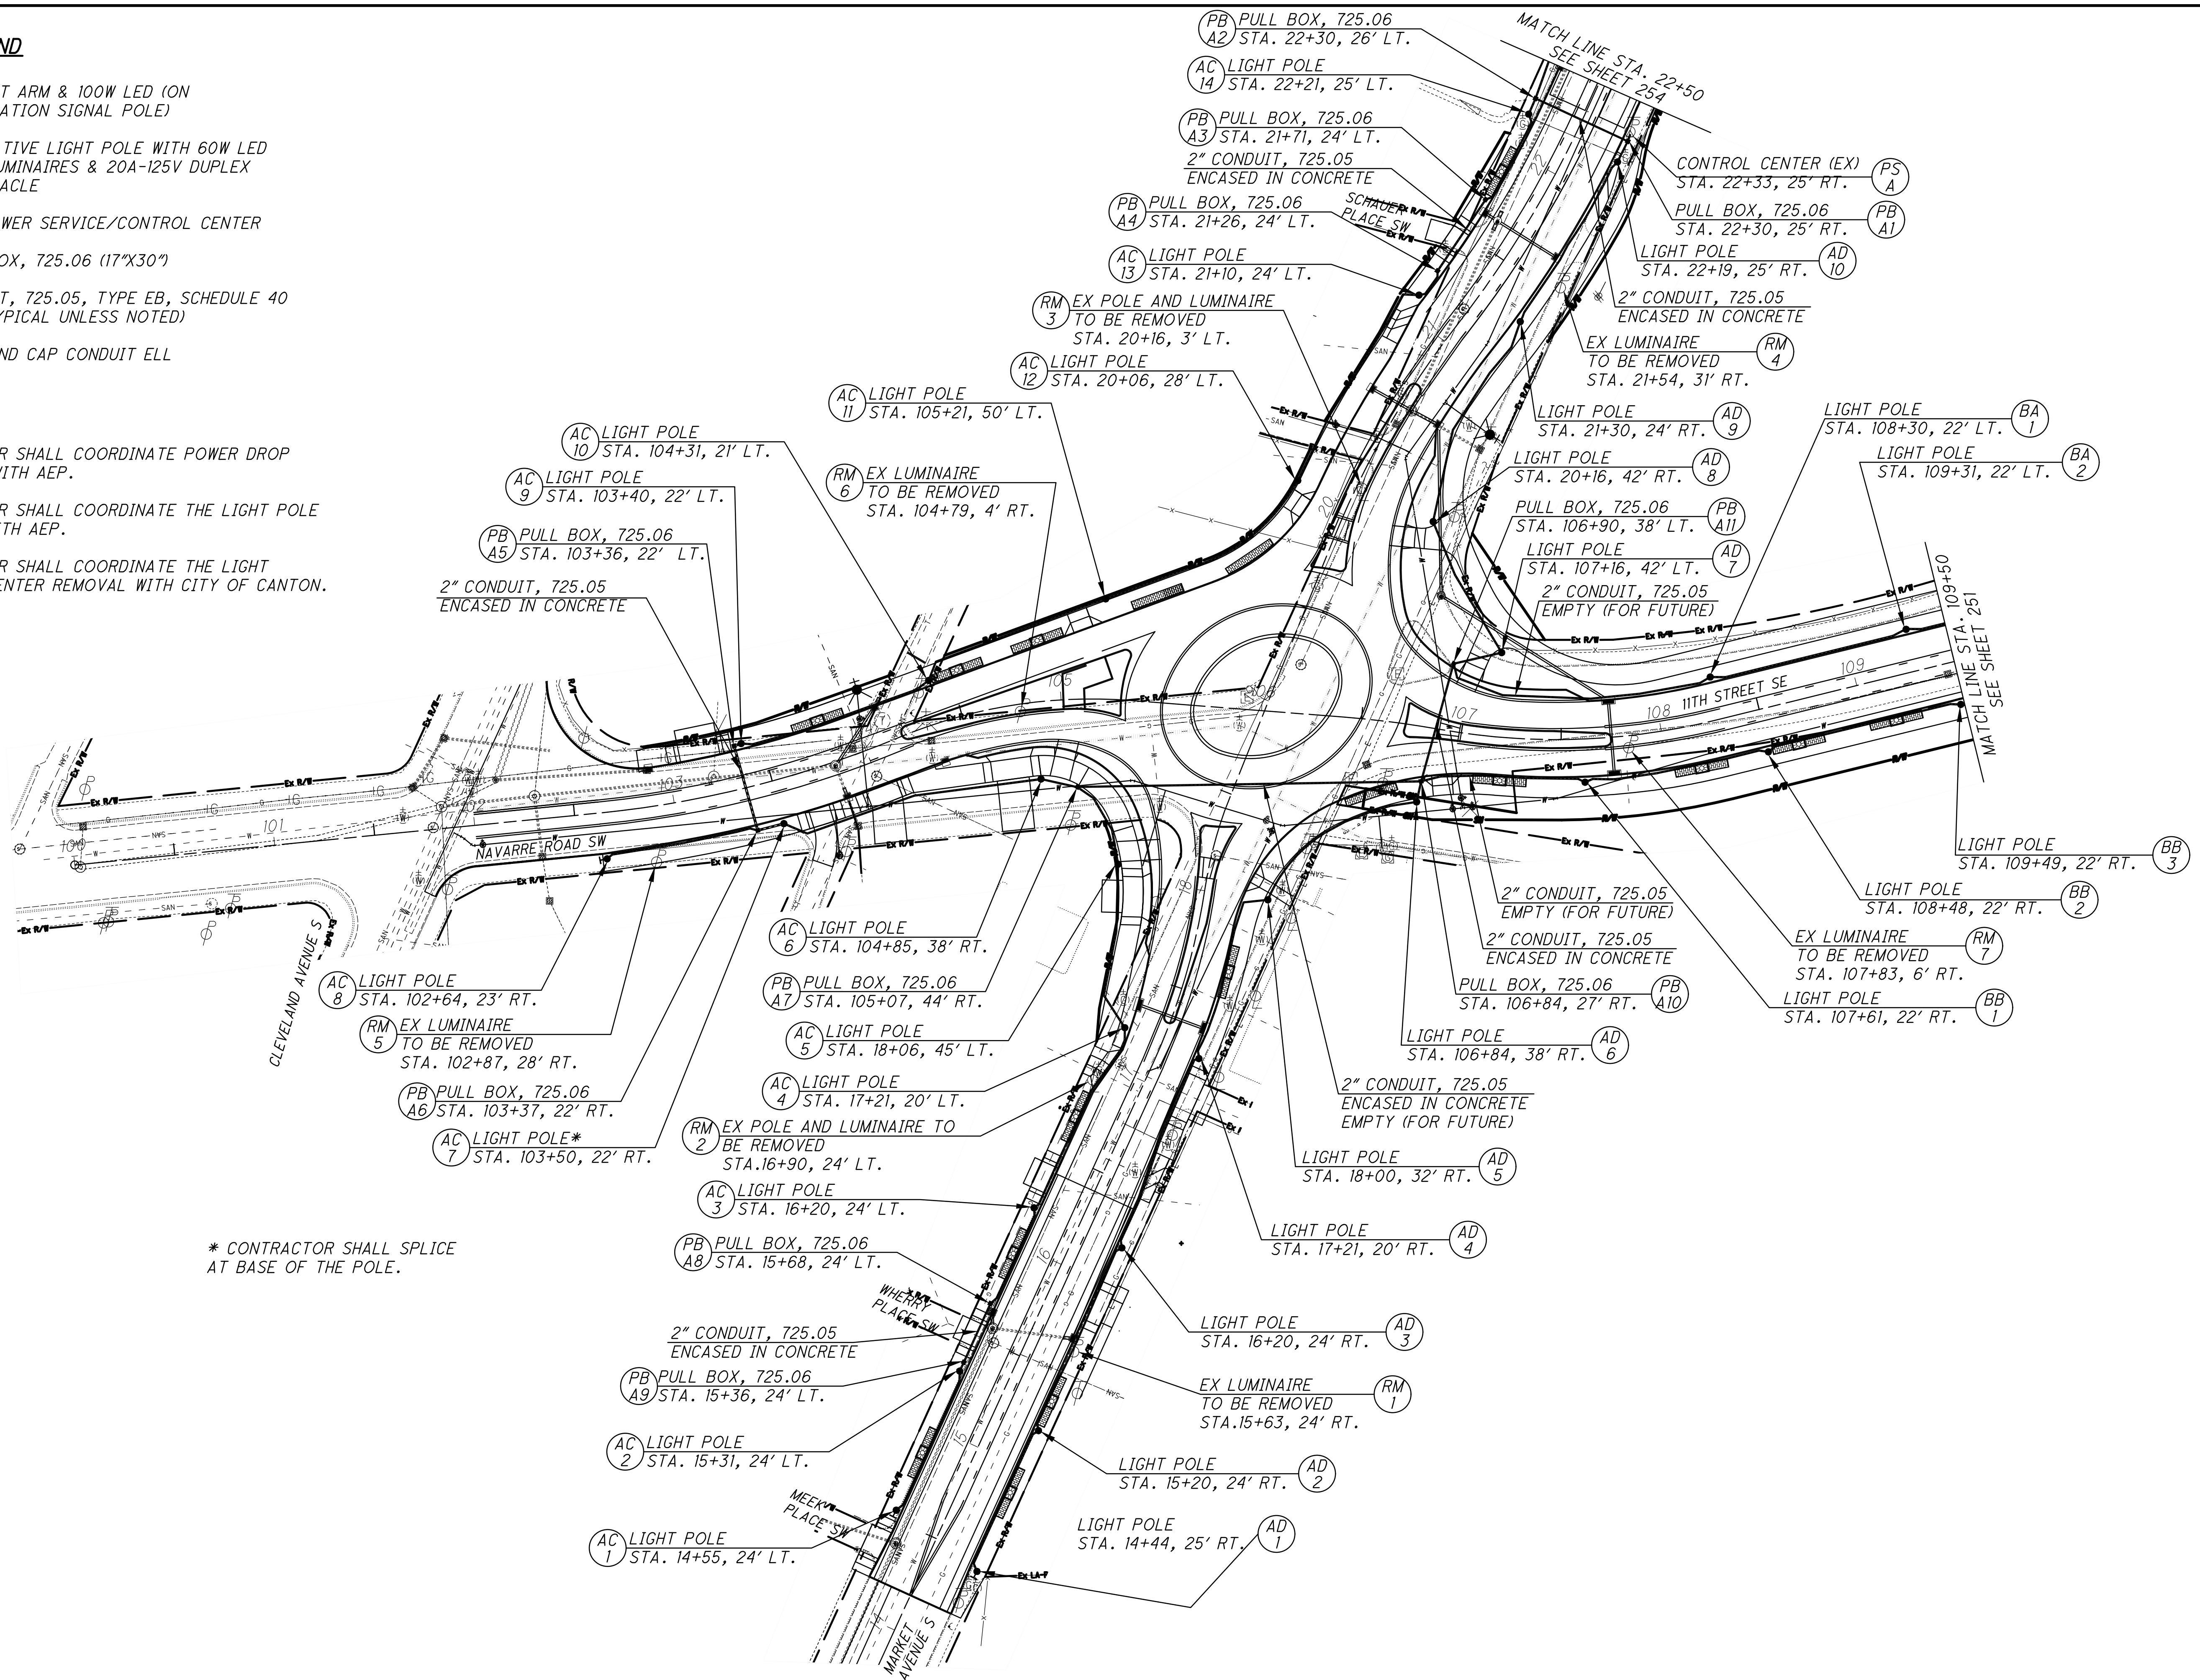 ND
T ARM & 100W LED (ON
ATION SIGNAL POLE)
TIVE LIGHT POLE WITH 60W LED
UMINAIRES & 20A-125V DUPLEX
ACLE
WER SERVICE/CONTROL CENTER
OX, 725.06 (17"X30")
T, 725.05, TYPE EB, SCHEDULE 40
YPICAL UNLESS NOTED)
ND CAP CONDUIT ELL
R SHALL COORDINATE POWER DROP
WITH AEP.
R SHALL COORDINATE THE LIGHT POLE
TH AEP.
R SHALL COORDINATE THE LIGHT
ENTER REMOVAL WITH CITY OF CANTON.
PB A2 PULL BOX, 725.06
STA. 22+30, 26' LT.
AC 14 LIGHT POLE
STA. 22+21, 25' LT.
PB A3 PULL BOX, 725.06
STA. 21+71, 24' LT.
2" CONDUIT, 725.05
ENCASED IN CONCRETE
PB A4 PULL BOX, 725.06
STA. 21+26, 24' LT.
AC 13 LIGHT POLE
STA. 21+10, 24' LT.
RM 3 EX POLE AND LUMINAIRE
TO BE REMOVED
STA. 20+16, 3' LT.
AC 12 LIGHT POLE
STA. 20+06, 28' LT.
AC 11 LIGHT POLE
STA. 105+21, 50' LT.
AC 10 LIGHT POLE
STA. 104+31, 21' LT.
AC 9 LIGHT POLE
STA. 103+40, 22' LT.
RM 6 EX LUMINAIRE
TO BE REMOVED
STA. 104+79, 4' RT.
PB A5 PULL BOX, 725.06
STA. 103+36, 22' LT.
2" CONDUIT, 725.05
ENCASED IN CONCRETE
MATCH LINE STA. 22+50
SEE SHEET 254
SCHAUER
PLACE SW
CONTROL CENTER (EX) PS A
STA. 22+33, 25' RT.
PULL BOX, 725.06 PB A1
STA. 22+30, 25' RT.
LIGHT POLE AD 10
STA. 22+19, 25' RT.
2" CONDUIT, 725.05
ENCASED IN CONCRETE
EX LUMINAIRE RM 4
TO BE REMOVED
STA. 21+54, 31' RT.
LIGHT POLE AD 9
STA. 21+30, 24' RT.
LIGHT POLE BA 1
STA. 108+30, 22' LT.
LIGHT POLE BA 2
STA. 109+31, 22' LT.
LIGHT POLE AD 8
STA. 20+16, 42' RT.
PULL BOX, 725.06 PB A11
STA. 106+90, 38' LT.
LIGHT POLE AD 7
STA. 107+16, 42' LT.
2" CONDUIT, 725.05
EMPTY (FOR FUTURE)
MATCH LINE STA. 109+50
SEE SHEET 251
11TH STREET SE
NAVARRE ROAD SW
CLEVELAND AVENUE S
100
101
102
103
105
107
108
109
14
15
16
17
18
20
21
22
LIGHT POLE BB 3
STA. 109+49, 22' RT.
LIGHT POLE BB 2
STA. 108+48, 22' RT.
EX LUMINAIRE RM 7
TO BE REMOVED
STA. 107+83, 6' RT.
LIGHT POLE BB 1
STA. 107+61, 22' RT.
2" CONDUIT, 725.05
EMPTY (FOR FUTURE)
2" CONDUIT, 725.05
ENCASED IN CONCRETE
PULL BOX, 725.06 PB A10
STA. 106+84, 27' RT.
LIGHT POLE AD 6
STA. 106+84, 38' RT.
2" CONDUIT, 725.05
ENCASED IN CONCRETE
EMPTY (FOR FUTURE)
LIGHT POLE AD 5
STA. 18+00, 32' RT.
LIGHT POLE AD 4
STA. 17+21, 20' RT.
LIGHT POLE AD 3
STA. 16+20, 24' RT.
EX LUMINAIRE RM 1
TO BE REMOVED
STA.15+63, 24' RT.
LIGHT POLE AD 2
STA. 15+20, 24' RT.
LIGHT POLE AD 1
STA. 14+44, 25' RT.
AC 6 LIGHT POLE
STA. 104+85, 38' RT.
AC 8 LIGHT POLE
STA. 102+64, 23' RT.
PB A7 PULL BOX, 725.06
STA. 105+07, 44' RT.
RM 5 EX LUMINAIRE
TO BE REMOVED
STA. 102+87, 28' RT.
AC 5 LIGHT POLE
STA. 18+06, 45' LT.
AC 4 LIGHT POLE
STA. 17+21, 20' LT.
PB A6 PULL BOX, 725.06
STA. 103+37, 22' RT.
RM 2 EX POLE AND LUMINAIRE TO
BE REMOVED
STA.16+90, 24' LT.
AC 7 LIGHT POLE*
STA. 103+50, 22' RT.
AC 3 LIGHT POLE
STA. 16+20, 24' LT.
PB A8 PULL BOX, 725.06
STA. 15+68, 24' LT.
* CONTRACTOR SHALL SPLICE
AT BASE OF THE POLE.
WHERRY
PLACE SW
2" CONDUIT, 725.05
ENCASED IN CONCRETE
PB A9 PULL BOX, 725.06
STA. 15+36, 24' LT.
AC 2 LIGHT POLE
STA. 15+31, 24' LT.
MEEK
PLACE SW
AC 1 LIGHT POLE
STA. 14+55, 24' LT.
Ex LA-F
MARKET
AVENUE S